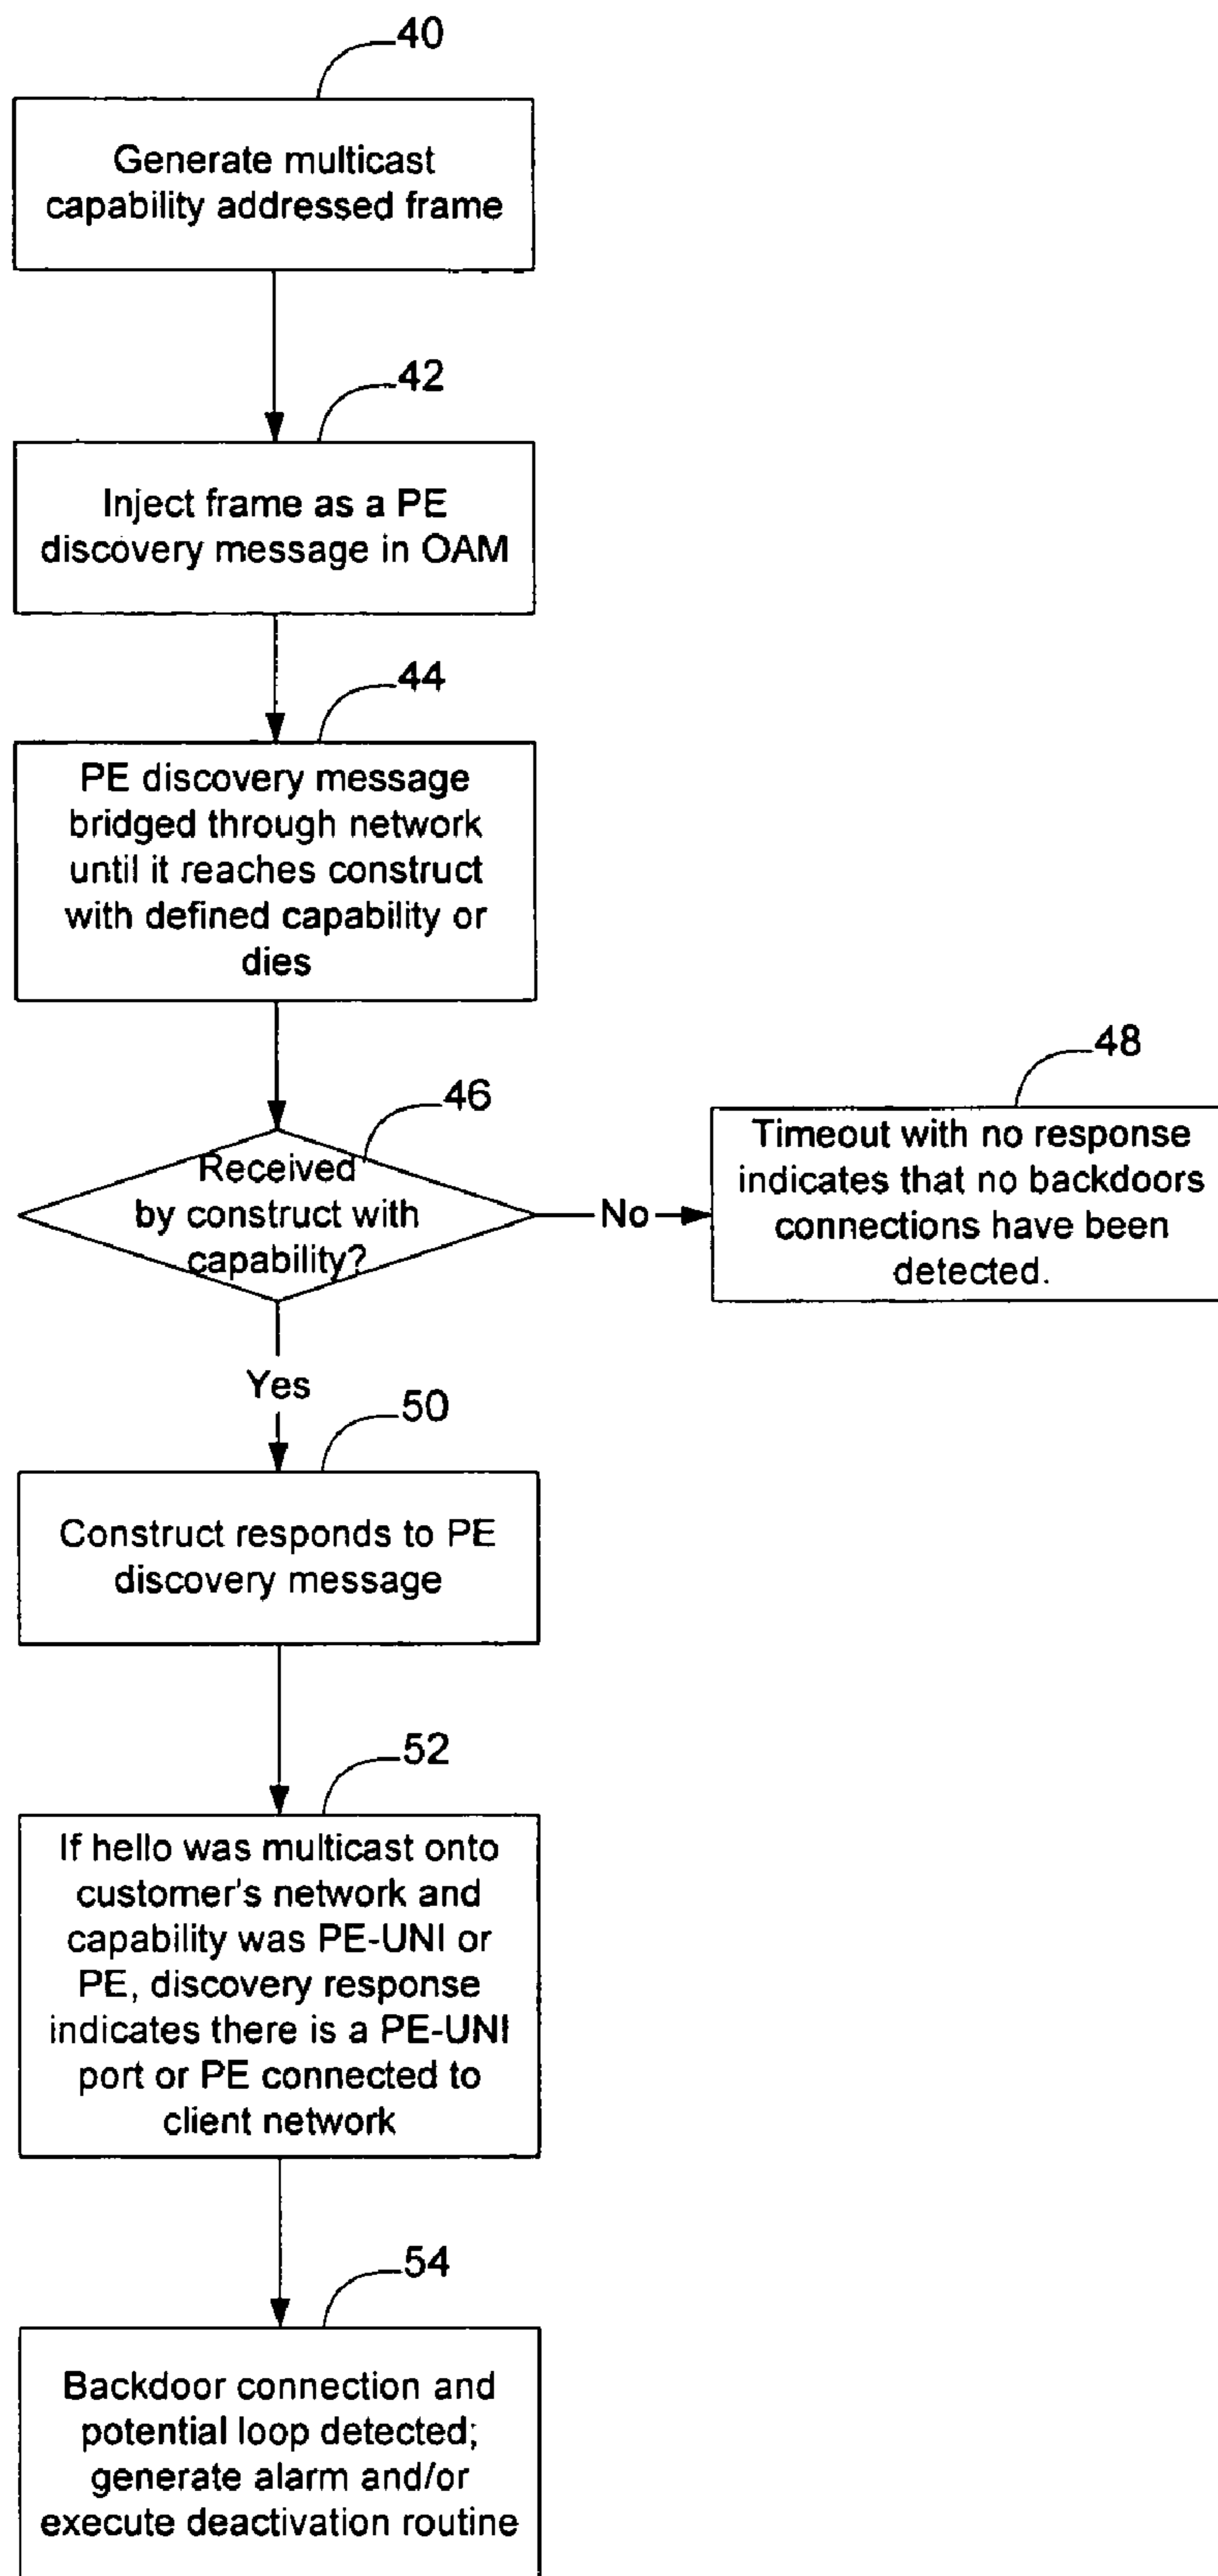 40
Generate multicast
capability addressed frame
42
Inject frame as a PE
discovery message in OAM
44
PE discovery message
bridged through network
until it reaches construct
with defined capability or
dies
46
Received
by construct with
capability?
No
48
Timeout with no response
indicates that no backdoors
connections have been
detected.
Yes
50
Construct responds to PE
discovery message
52
If hello was multicast onto
customer's network and
capability was PE-UNI or
PE, discovery response
indicates there is a PE-UNI
port or PE connected to
client network
54
Backdoor connection and
potential loop detected;
generate alarm and/or
execute deactivation routine